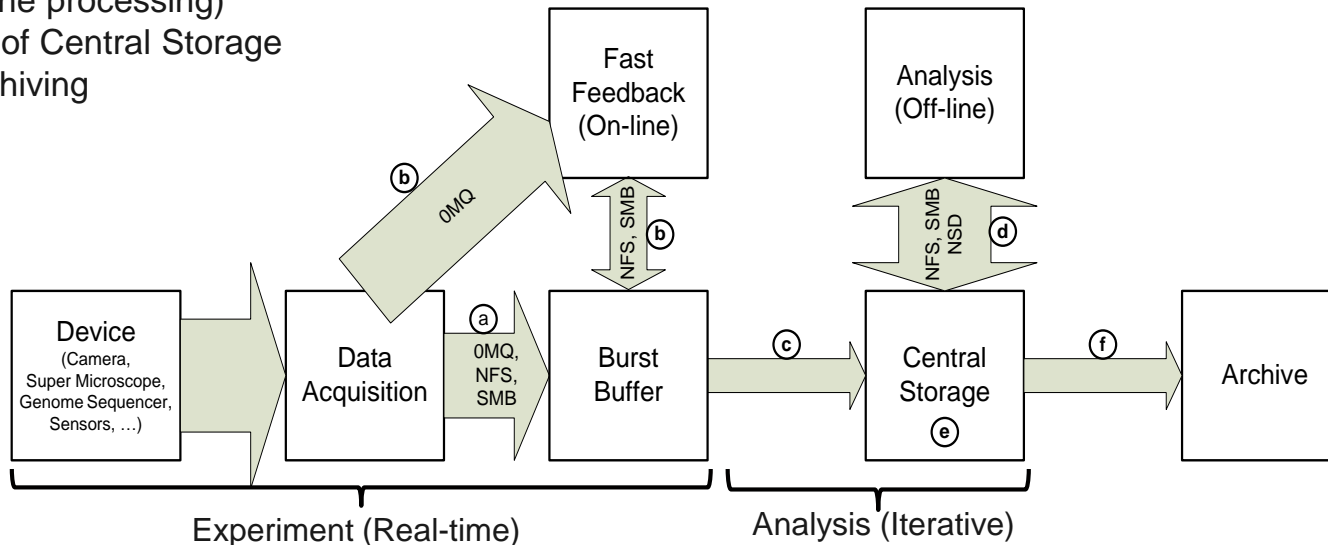 ne processing)
of Central Storage
hiving
Fast
Feedback
(On-line)
Analysis
(Off-line)
b
0MQ
NFS, SMB
b
NFS, SMB
NSD
d
Device
(Camera,
Super Microscope,
Genome Sequencer,
Sensors, …)
Data
Acquisition
a
0MQ,
NFS,
SMB
Burst
Buffer
c
Central
Storage
e
f
Archive
Experiment (Real-time)
Analysis (Iterative)